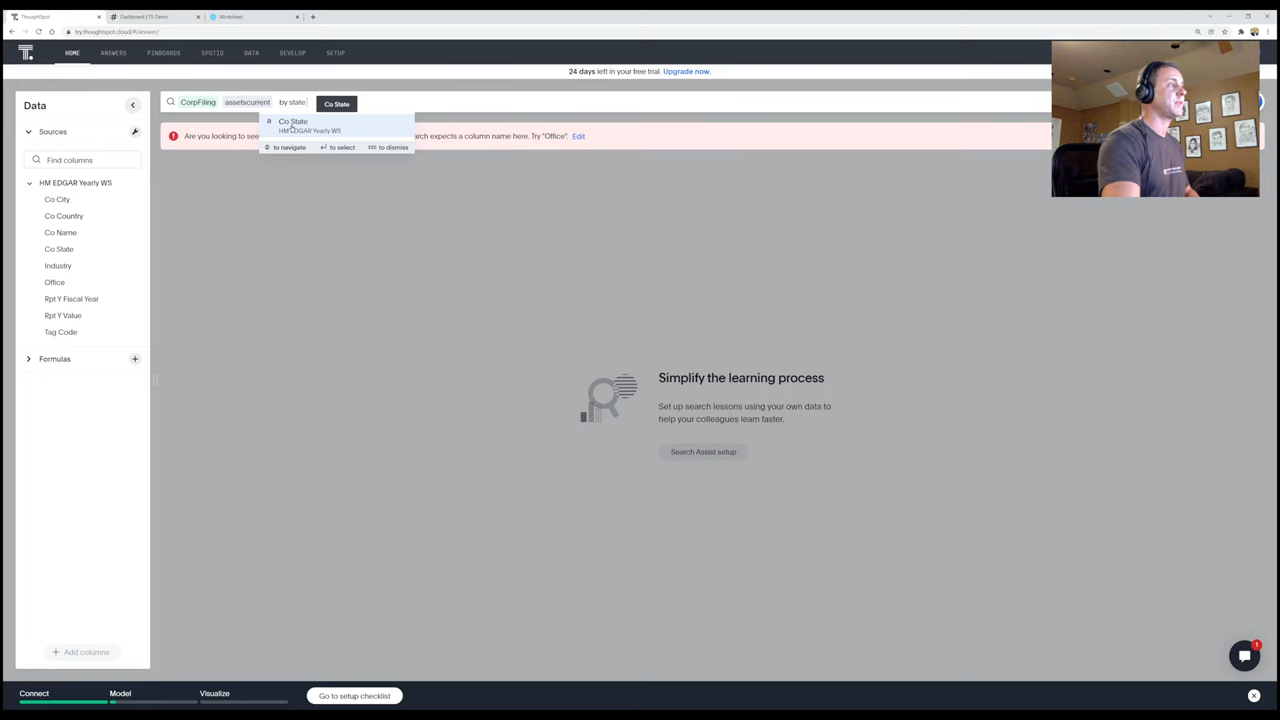 ThoughtSpot
Dashboard | TS Demo
Worksheet
try.thoughtspot.cloud/#/answer/
T.
HOME
ANSWERS
PINBOARDS
SPOTIQ
DATA
DEVELOP
SETUP
24 days left in your free trial. Upgrade now.
Data
CorpFiling assetscurrent by state
Co State
Sources
Co State
HM EDGAR Yearly WS
Are you looking to see
rch expects a column name here. Try "Office". Edit
to navigate
to select
ESC to dismiss
Find columns
HM EDGAR Yearly WS
Co City
Co Country
Co Name
Co State
Industry
Office
Rpt Y Fiscal Year
Rpt Y Value
Tag Code
Formulas
Simplify the learning process
Set up search lessons using your own data to
help your colleagues learn faster.
Search Assist setup
+ Add columns
1
Connect
Model
Visualize
Go to setup checklist